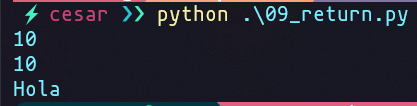 ⚡ cesar ❯❯ python .\09_return.py
10
10
Hola